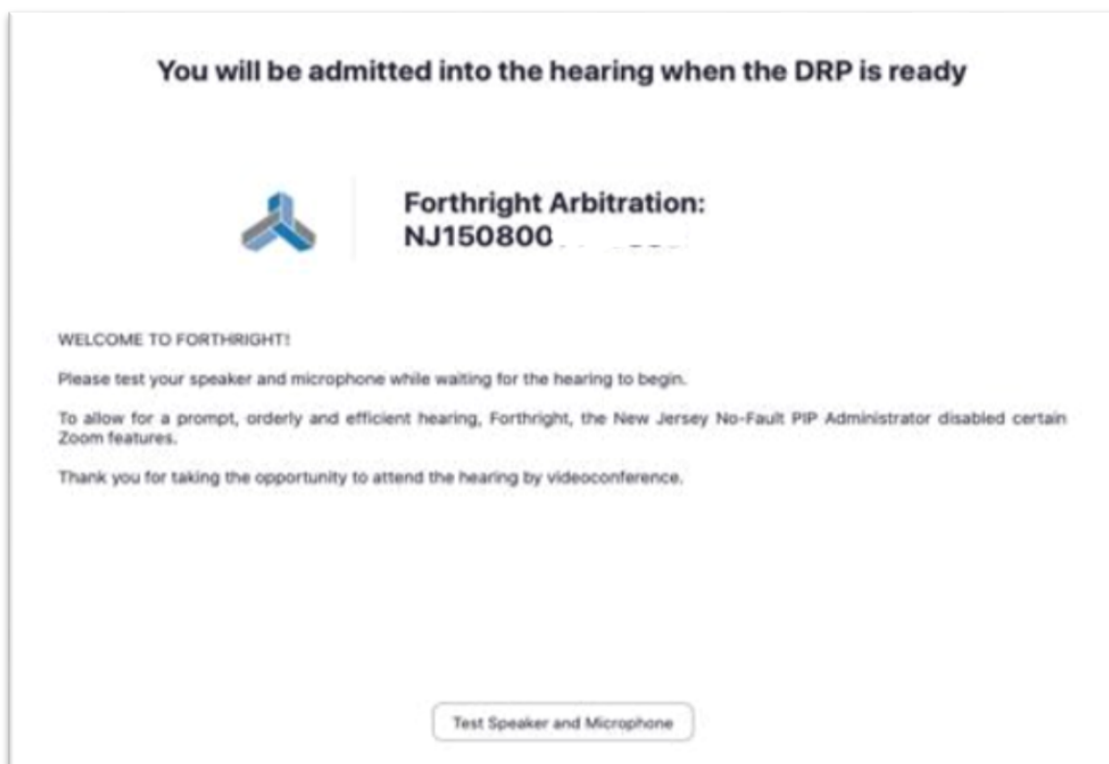 You will be admitted into the hearing when the DRP is ready
Forthright Arbitration:
NJ150800
WELCOME TO FORTHRIGHT!
Please test your speaker and microphone while waiting for the hearing to begin.
To allow for a prompt, orderly and efficient hearing, Forthright, the New Jersey No-Fault PIP Administrator disabled certain
Zoom features.
Thank you for taking the opportunity to attend the hearing by videoconference.
Test Speaker and Microphone